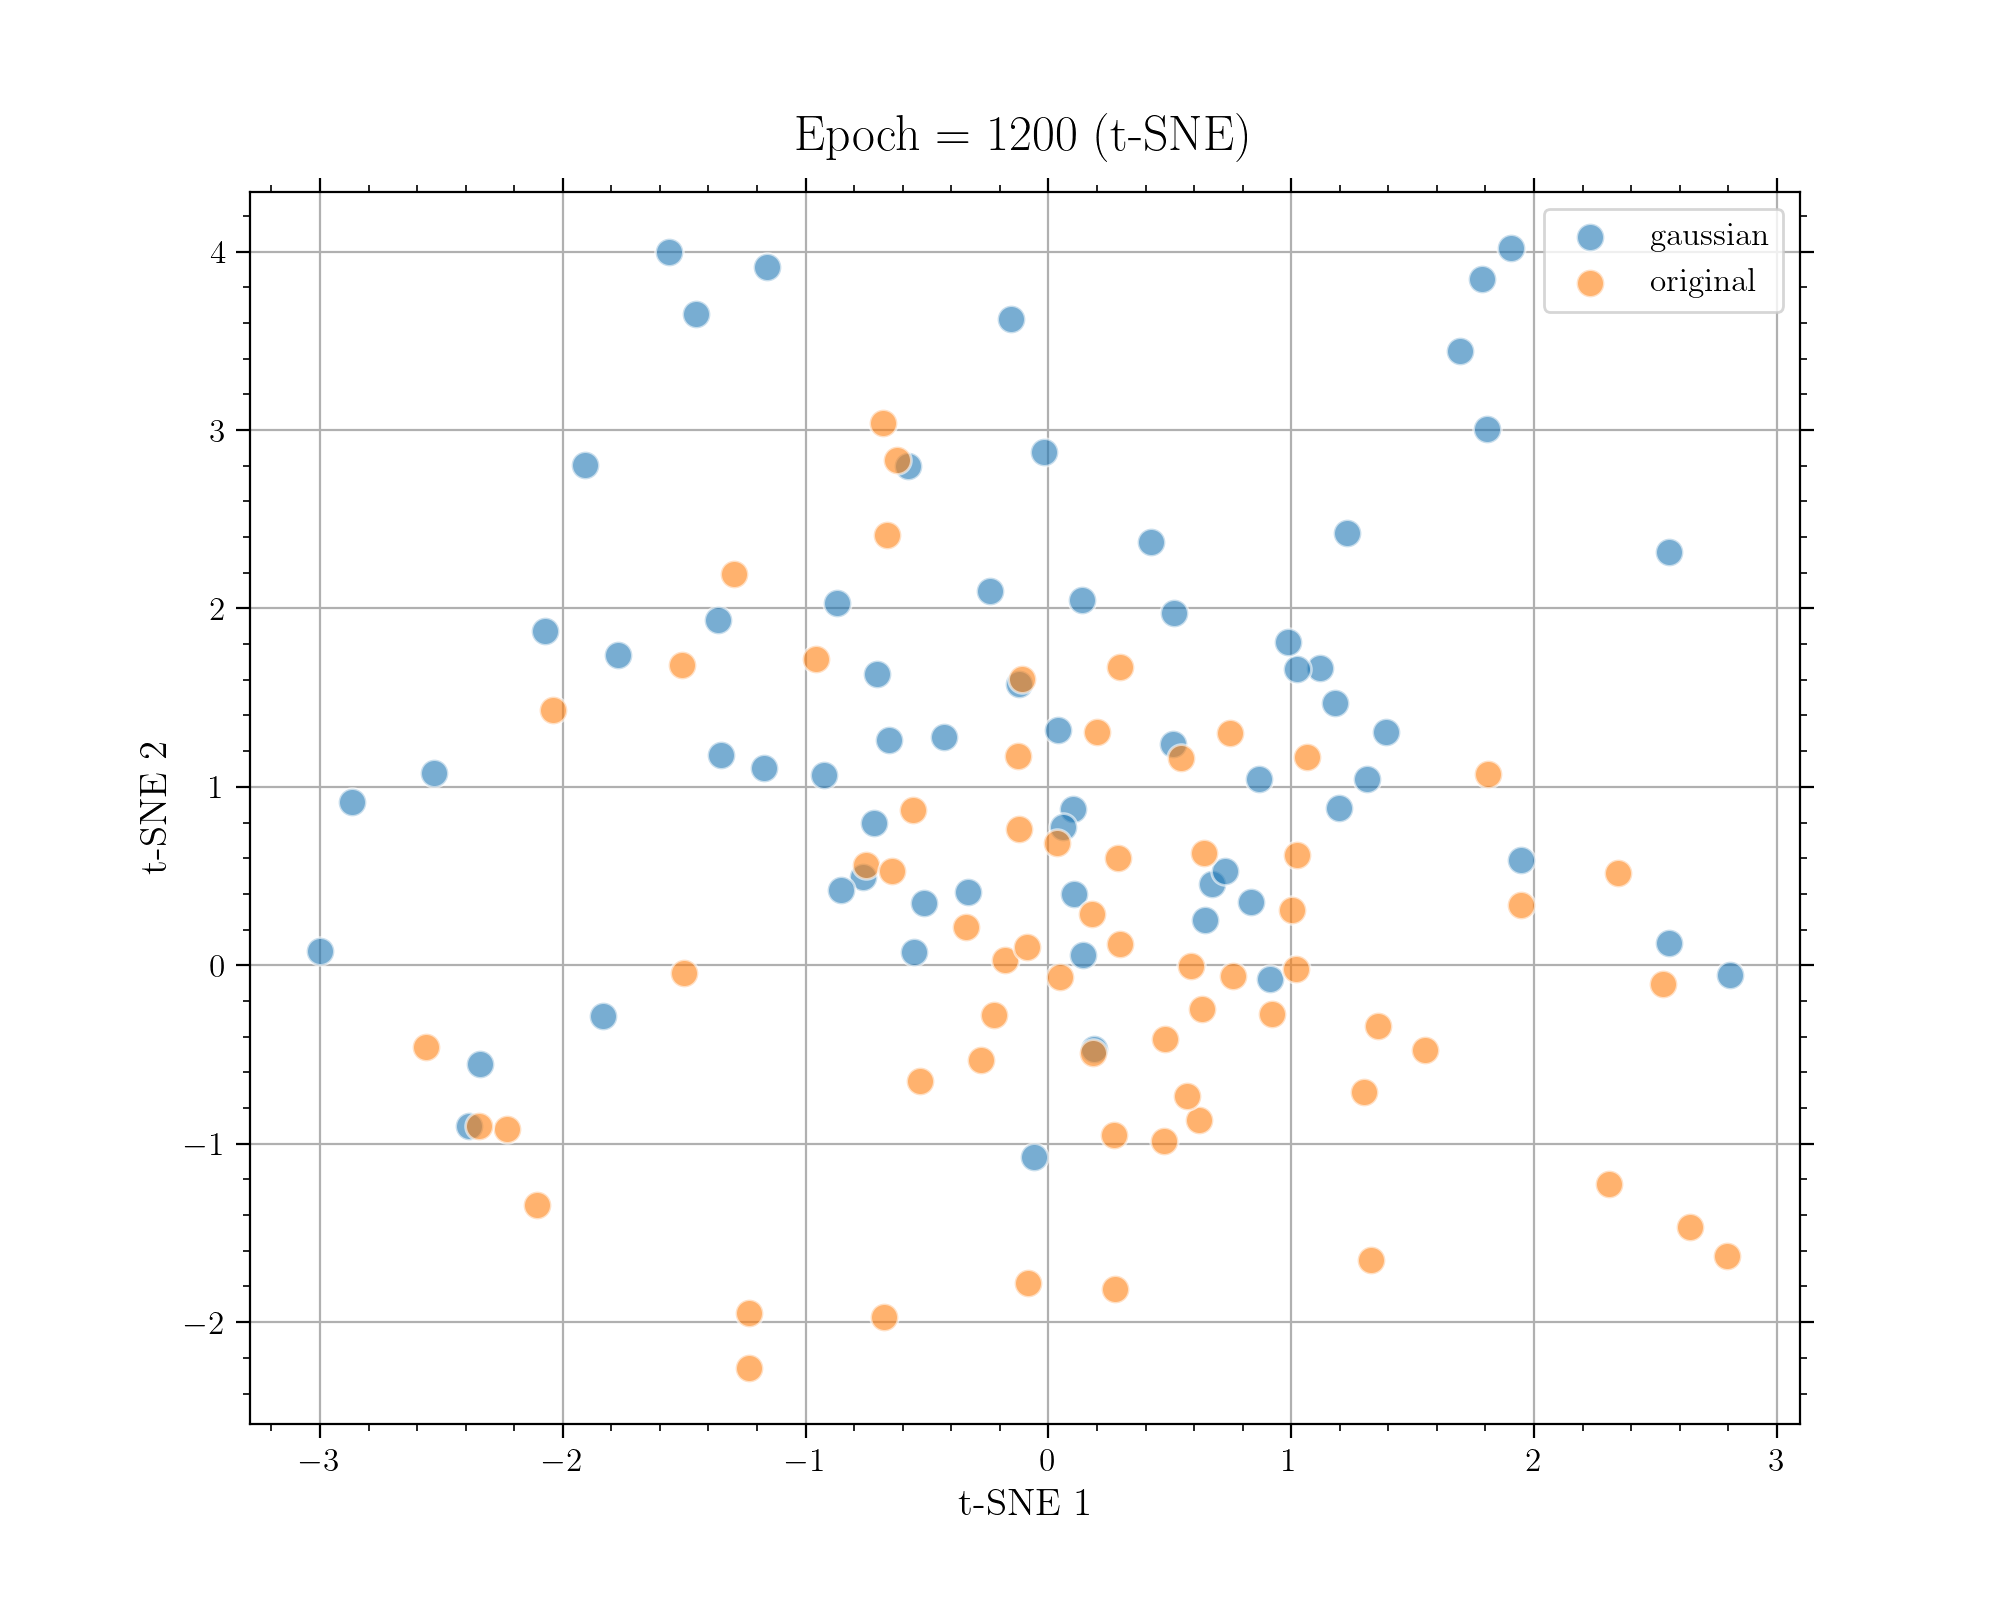 Epoch = 1200 (t-SNE)
gaussian
original
4
3
2
1
0
−1
−2
t-SNE 2
−3 −2 −1 0 1 2 3
t-SNE 1